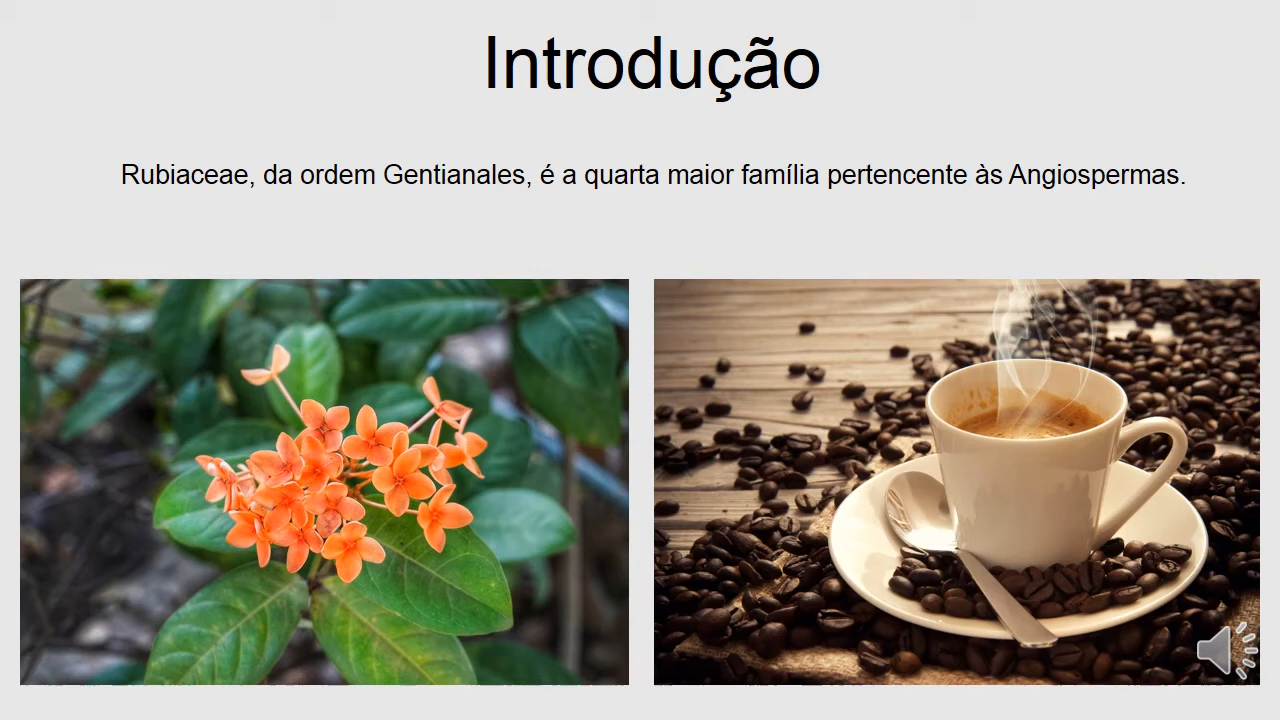 Introdução
Rubiaceae, da ordem Gentianales, é a quarta maior família pertencente às Angiospermas.